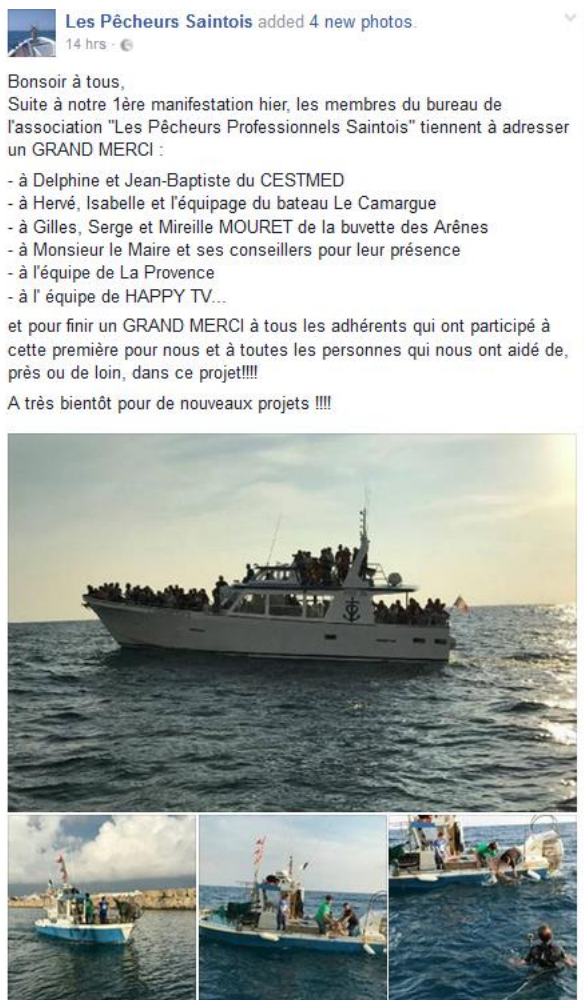 Les Pêcheurs Saintois added 4 new photos.
14 hrs ·
Bonsoir à tous,
Suite à notre 1ère manifestation hier, les membres du bureau de
l'association "Les Pêcheurs Professionnels Saintois" tiennent à adresser
un GRAND MERCI :
- à Delphine et Jean-Baptiste du CESTMED
- à Hervé, Isabelle et l'équipage du bateau Le Camargue
- à Gilles, Serge et Mireille MOURET de la buvette des Arênes
- à Monsieur le Maire et ses conseillers pour leur présence
- à l'équipe de La Provence
- à l' équipe de HAPPY TV...
et pour finir un GRAND MERCI à tous les adhérents qui ont participé à
cette première pour nous et à toutes les personnes qui nous ont aidé de,
près ou de loin, dans ce projet!!!!
A très bientôt pour de nouveaux projets !!!!